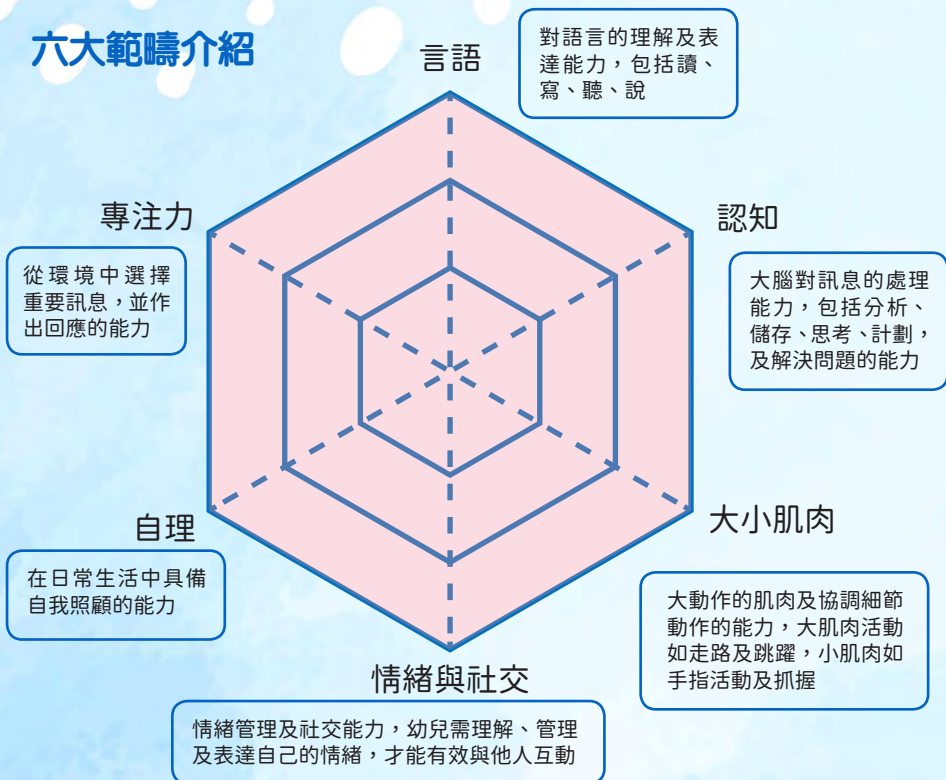 六大範疇介紹
言語
對語言的理解及表
達能力，包括讀、
寫、聽、說
專注力
從環境中選擇
重要訊息，並作
出回應的能力
認知
大腦對訊息的處理
能力，包括分析、
儲存、思考、計劃，
及解決問題的能力
自理
在日常生活中具備
自我照顧的能力
大小肌肉
大動作的肌肉及協調細節
動作的能力，大肌肉活動
如走路及跳躍，小肌肉如
手指活動及抓握
情緒與社交
情緒管理及社交能力，幼兒需理解、管理
及表達自己的情緒，才能有效與他人互動